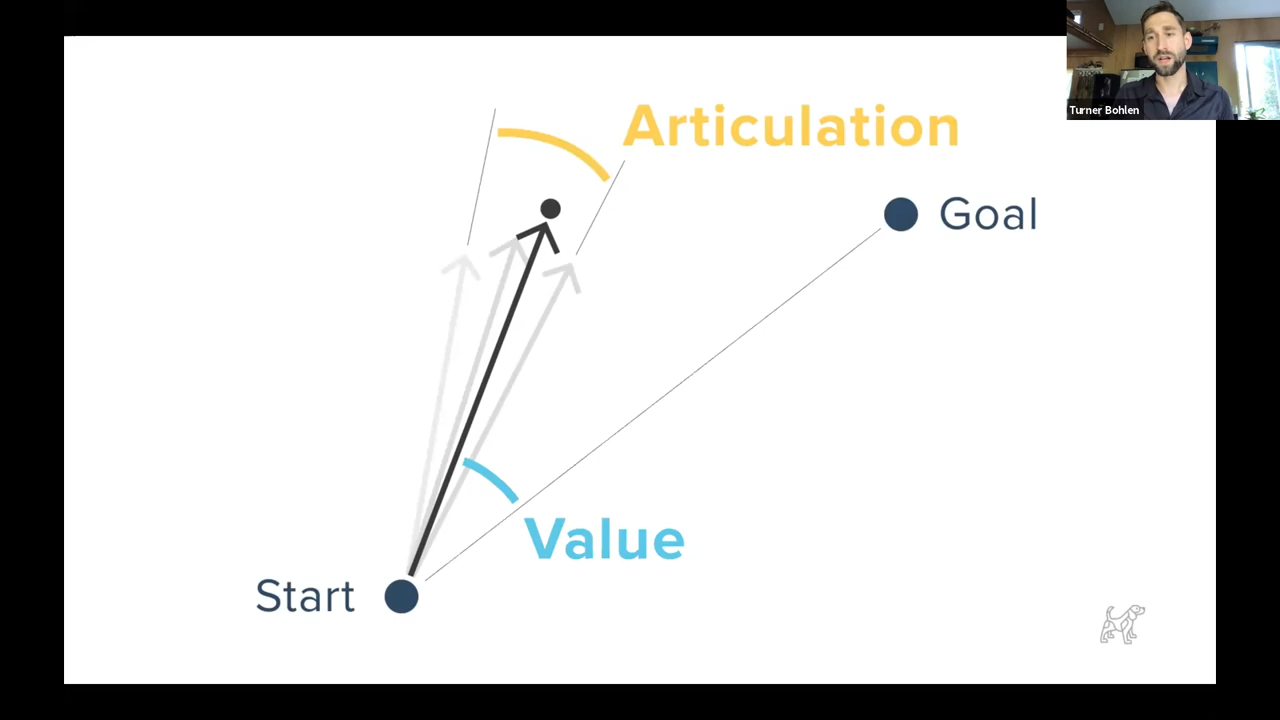 Turner Bohlen
Articulation
Goal
Value
Start